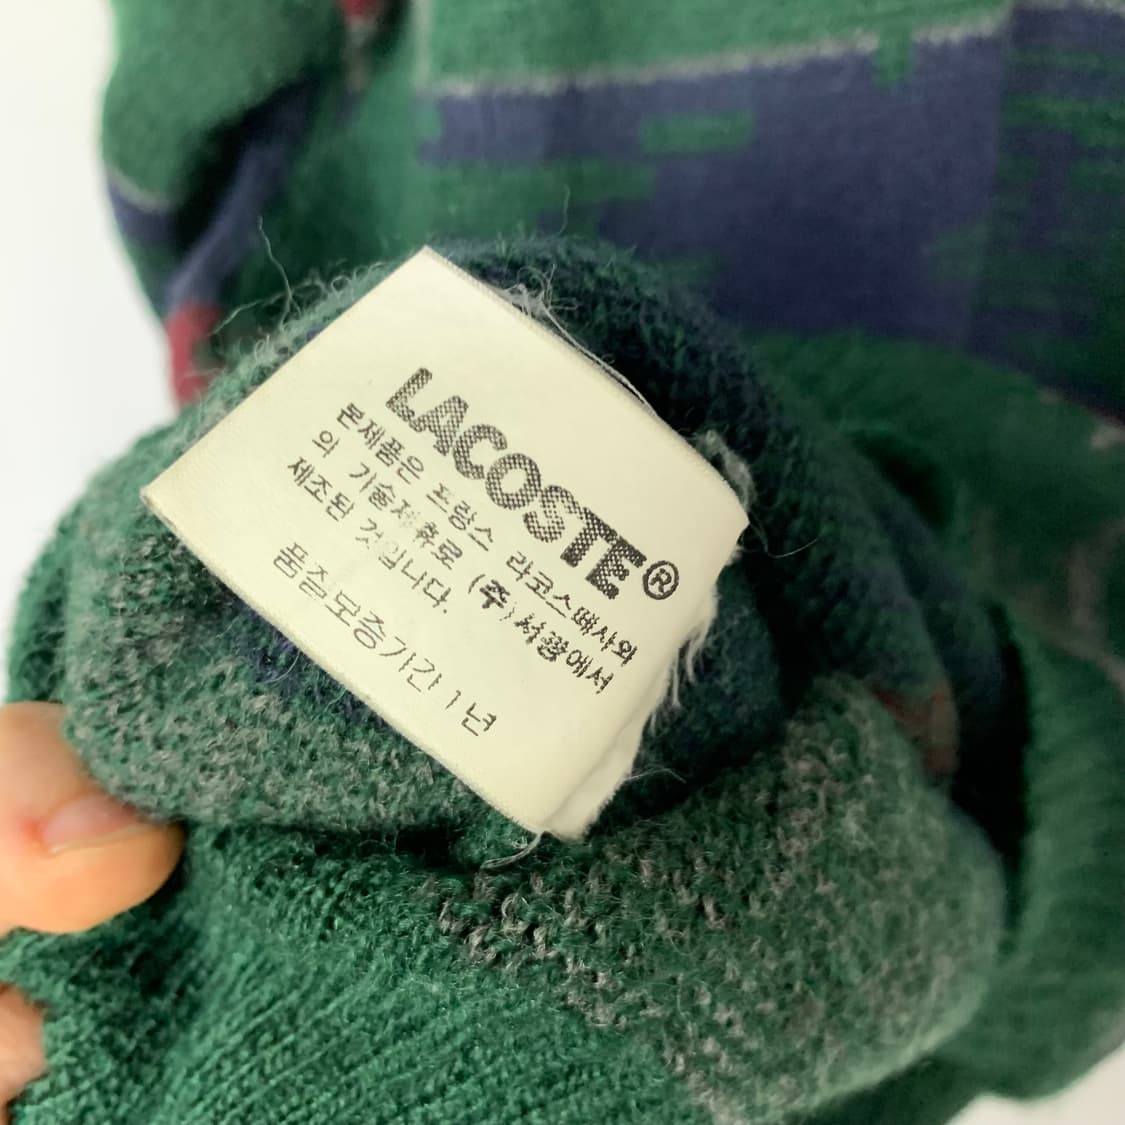 LACOSTE®
본제품은 프랑스 라코스떼사와
의 기술제휴로 (주)서광에서
제조된 것입니다.
품증보증기간 1년